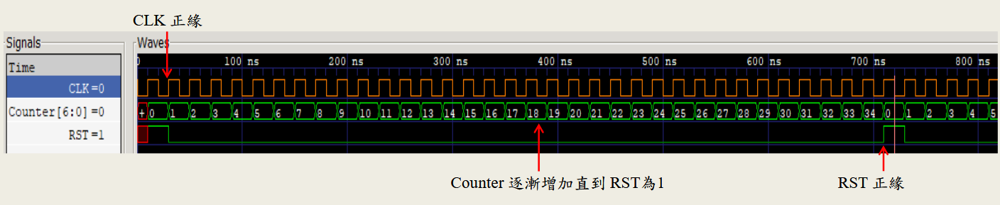 CLK 正緣
Signals
Waves
Time
0 100 ns 200 ns 300 ns 400 ns 500 ns 600 ns 700 ns 800 ns
CLK=0
Counter[6:0]=0
+ 0 1 2 3 4 5 6 7 8 9 10 11 12 13 14 15 16 17 18 19 20 21 22 23 24 25 26 27 28 29 30 31 32 33 34 0 1 2 3 4 5
RST=1
Counter 逐漸增加直到 RST為1
RST 正緣